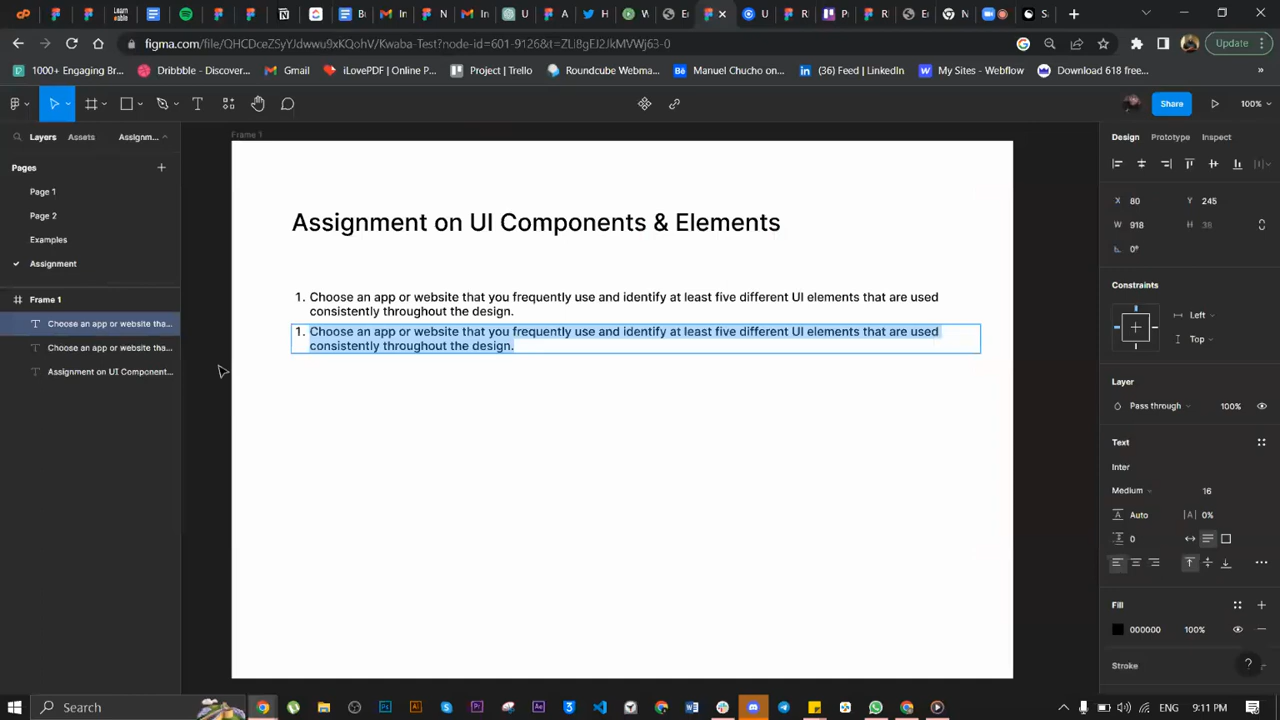 Bi
In
N
In
U
A
H
W
Ec
U
Ri
R
Ec
N
Sa
figma.com/file/QHCDceZSyYJdwwu9xKQohV/Kwaba-Test?node-id=601-9126&t=ZLl8gEJ2JkMVWj63-0
Update
1000+ Engaging Br...
Dribbble - Discover...
Gmail
iLovePDF | Online P...
Project | Trello
Roundcube Webma...
Manuel Chucho on...
(36) Feed | LinkedIn
My Sites - Webflow
Download 618 free...
»
Share
100%
Layers
Assets
Assignm...
Design
Prototype
Inspect
Pages
Page 1
Page 2
Examples
Assignment
Frame 1
Choose an app or website tha...
Choose an app or website tha...
Assignment on UI Component...
Frame 1
Assignment on UI Components & Elements
1. Choose an app or website that you frequently use and identify at least five different UI elements that are used
consistently throughout the design.
1. Choose an app or website that you frequently use and identify at least five different UI elements that are used
consistently throughout the design.
X 80 Y 245
W 918 H 38
0°
Constraints
Left
Top
Layer
Pass through 100%
Text
Inter
Medium 16
Auto |A| 0%
0
Fill
000000 100%
Stroke
?
Search
ENG 9:11 PM